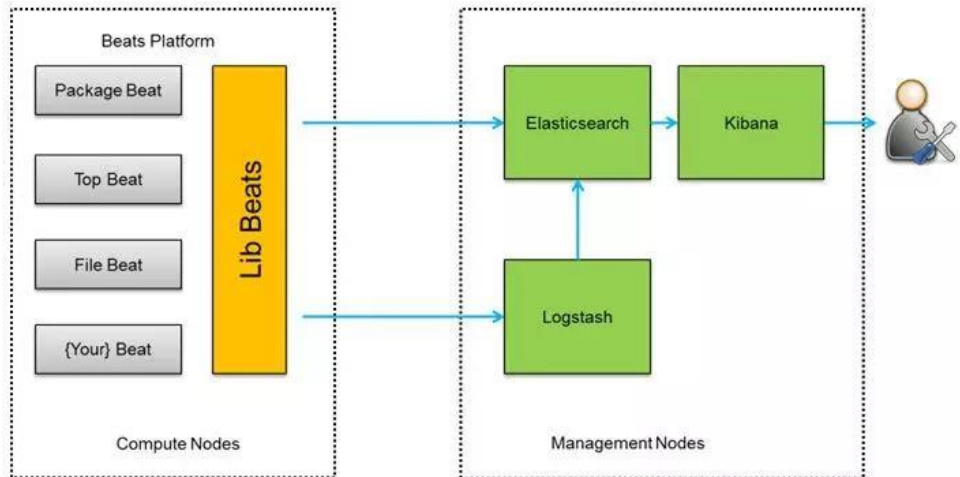 Beats Platform
Package Beat
Top Beat
File Beat
{Your} Beat
Lib Beats
Compute Nodes
Elasticsearch
Kibana
Logstash
Management Nodes